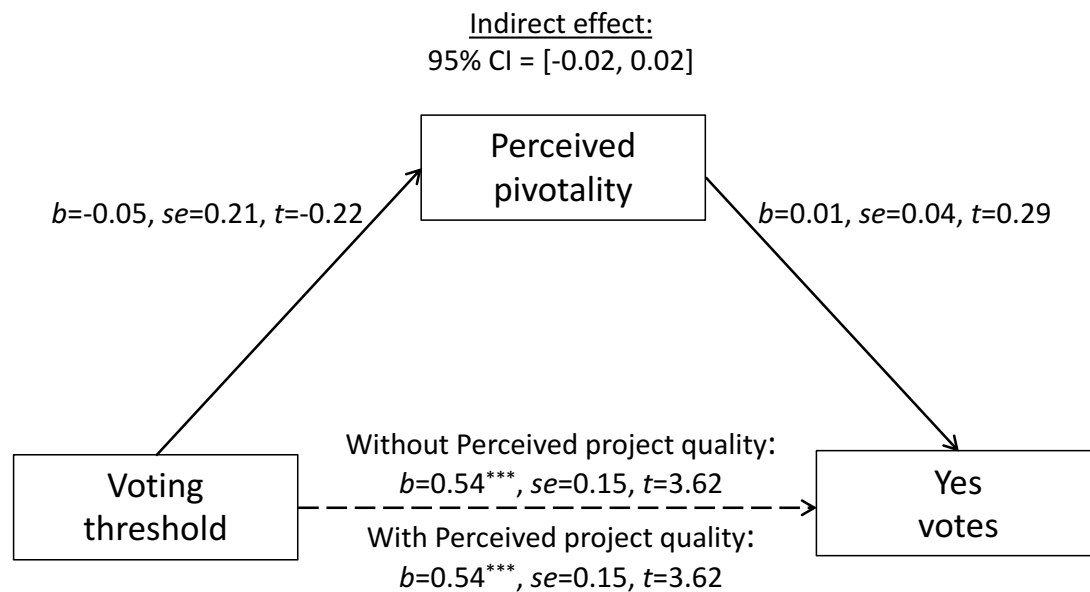 Indirect effect:
95% CI = [-0.02, 0.02]
Perceived
pivotality
b=-0.05, se=0.21, t=-0.22
b=0.01, se=0.04, t=0.29
Without Perceived project quality:
b=0.54***, se=0.15, t=3.62
Voting
threshold
Yes
votes
With Perceived project quality:
b=0.54***, se=0.15, t=3.62